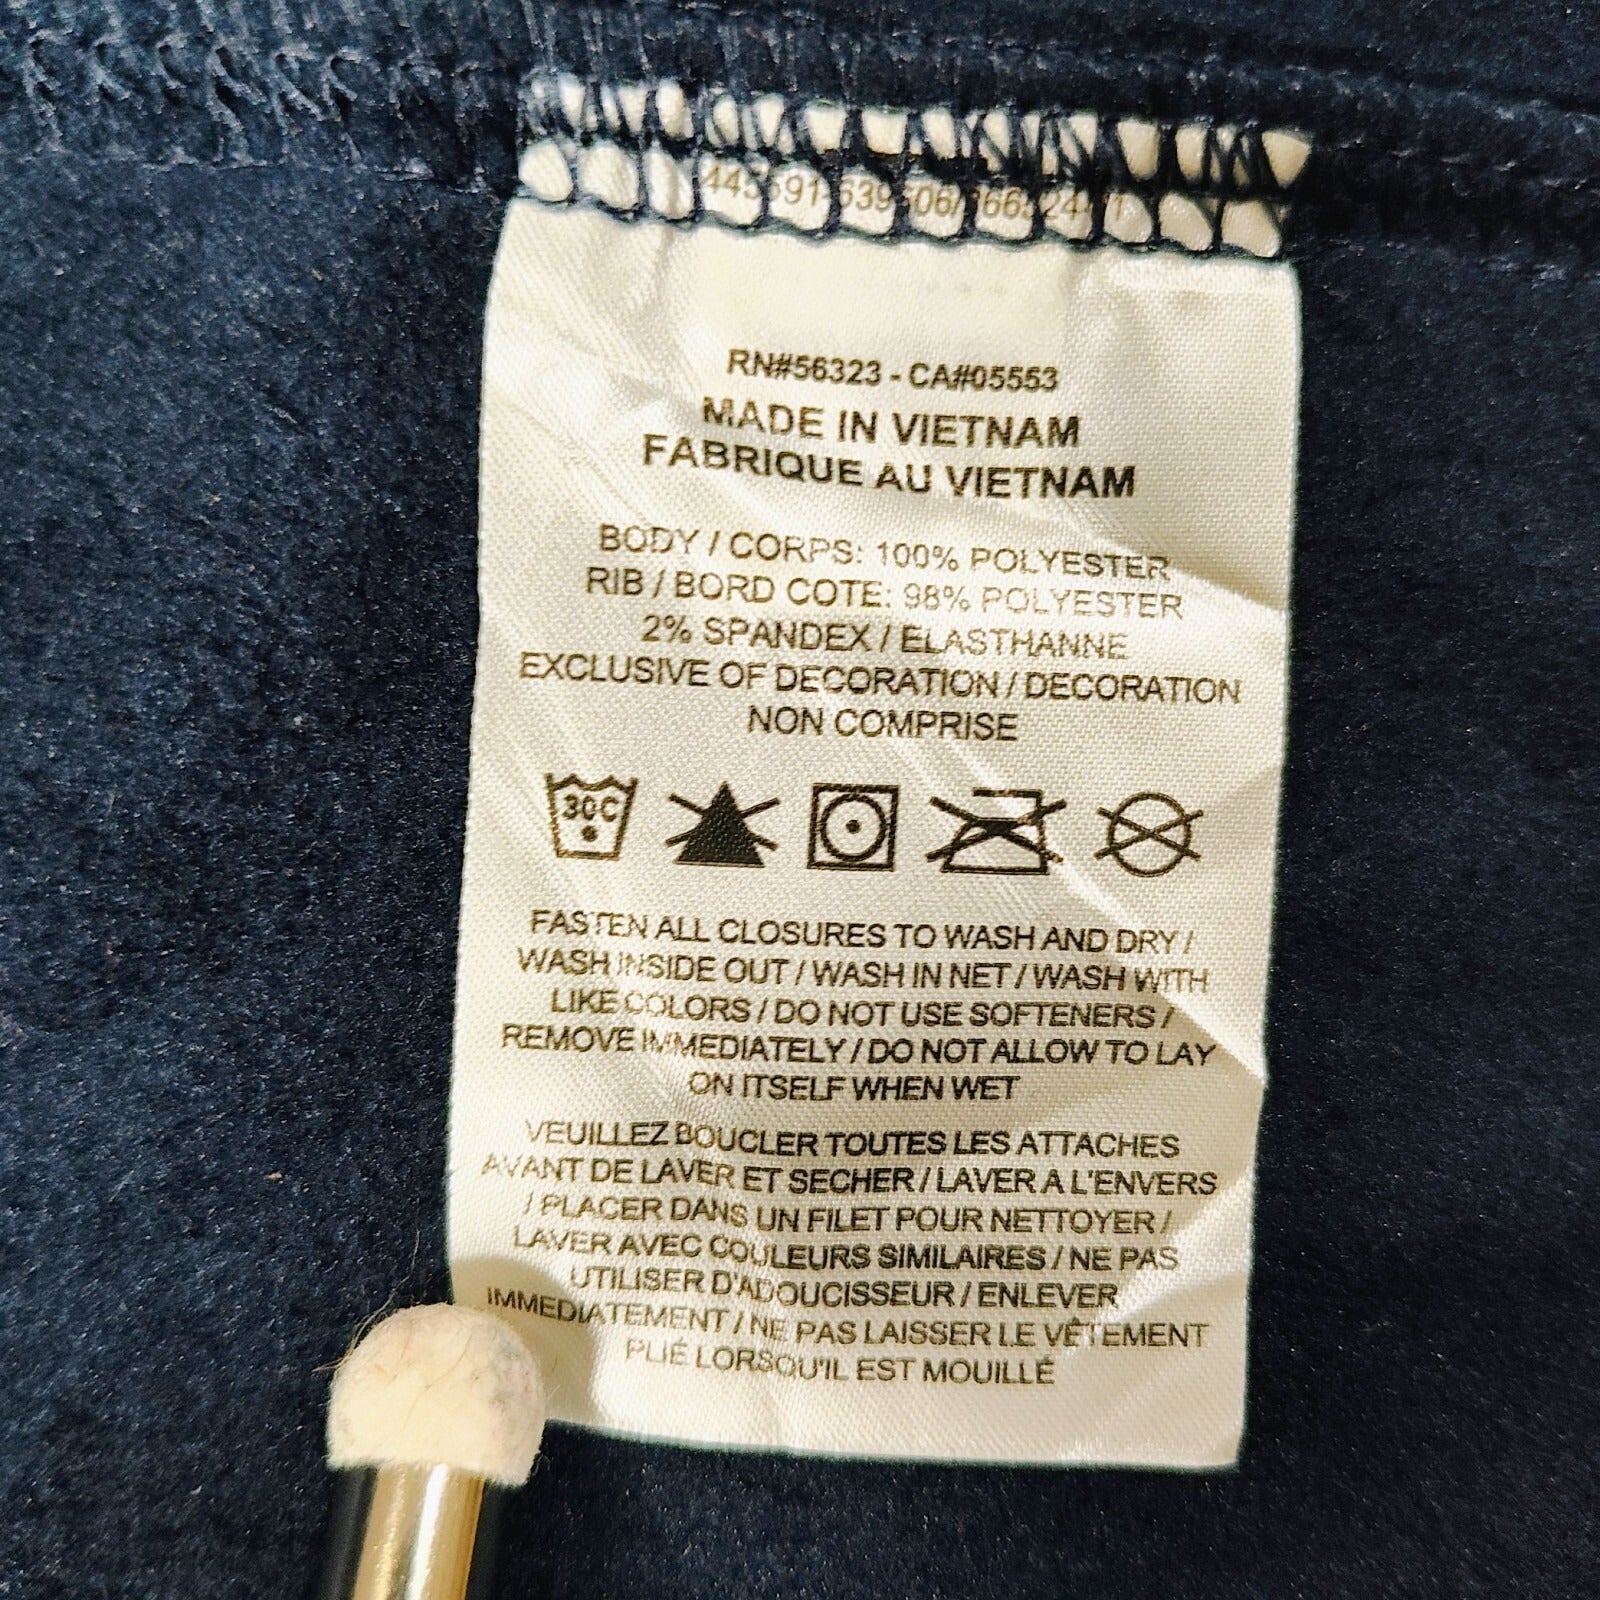 RN#56323 - CA#05553
MADE IN VIETNAM
FABRIQUE AU VIETNAM
BODY / CORPS: 100% POLYESTER
RIB / BORD COTE: 98% POLYESTER
2% SPANDEX / ELASTHANNE
EXCLUSIVE OF DECORATION / DECORATION
NON COMPRISE
30C
FASTEN ALL CLOSURES TO WASH AND DRY /
WASH INSIDE OUT / WASH IN NET / WASH WITH
LIKE COLORS / DO NOT USE SOFTENERS /
REMOVE IMMEDIATELY / DO NOT ALLOW TO LAY
ON ITSELF WHEN WET
VEUILLEZ BOUCLER TOUTES LES ATTACHES
AVANT DE LAVER ET SECHER / LAVER A L'ENVERS
/ PLACER DANS UN FILET POUR NETTOYER /
LAVER AVEC COULEURS SIMILAIRES / NE PAS
UTILISER D'ADOUCISSEUR / ENLEVER
IMMEDIATEMENT / NE PAS LAISSER LE VÊTEMENT
PLIÉ LORSQU'IL EST MOUILLÉ